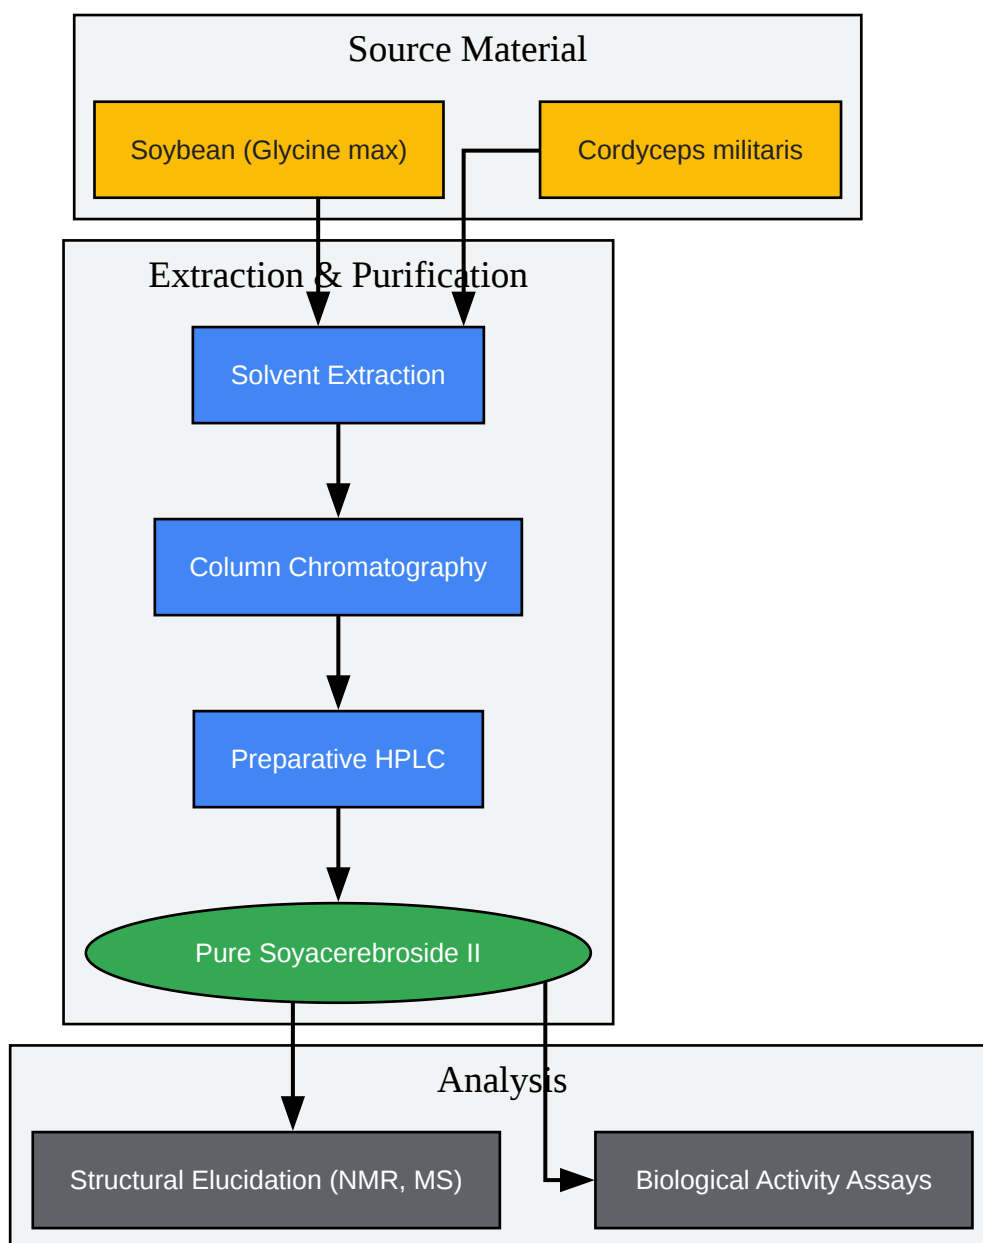 Source Material
Soybean (Glycine max)
Cordyceps militaris
Extraction & Purification
Solvent Extraction
Column Chromatography
Preparative HPLC
Pure Soyacerebroside II
Analysis
Structural Elucidation (NMR, MS)
Biological Activity Assays